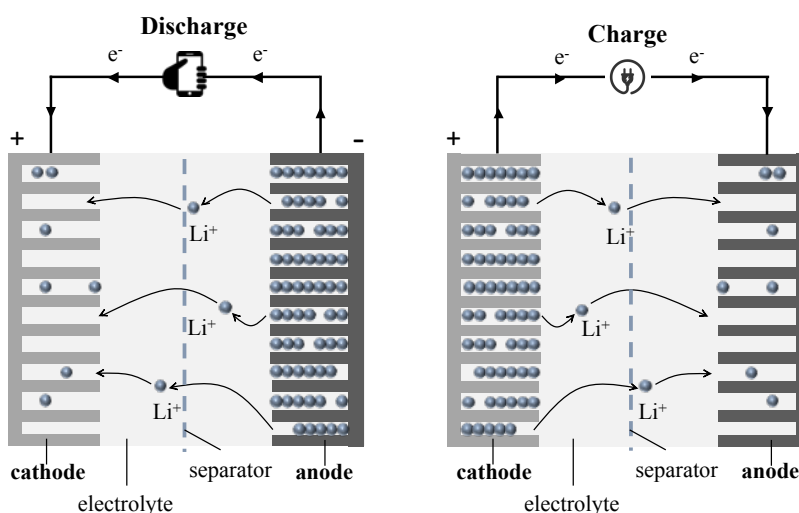 Discharge
e-
e-
+
-
Li+
Li+
Li+
cathode
separator
anode
electrolyte
Charge
e-
e-
+
Li+
Li+
Li+
cathode
separator
anode
electrolyte